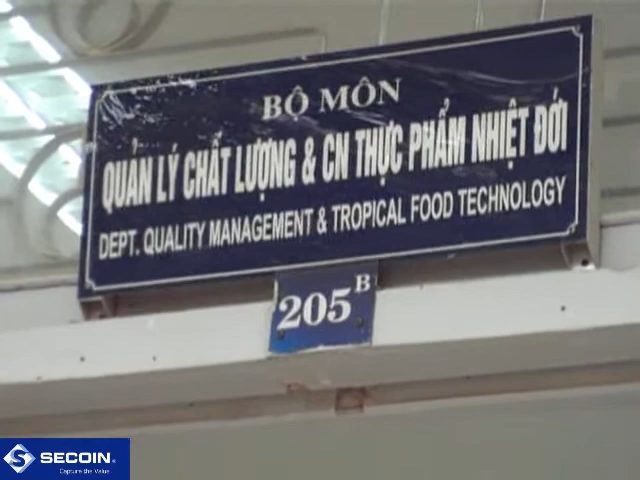 BỘ MÔN
QUẢN LÝ CHẤT LƯỢNG & CN THỰC PHẨM NHIỆT ĐỚI
DEPT. QUALITY MANAGEMENT & TROPICAL FOOD TECHNOLOGY
205B
S SECOIN
Capture the Value